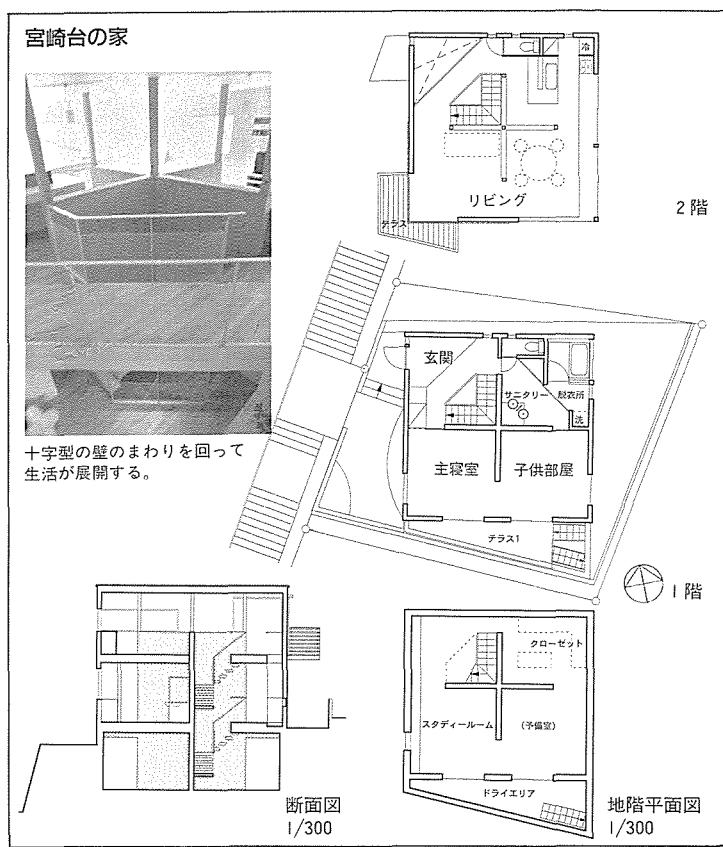 宮崎台の家
十字型の壁のまわりを回って
生活が展開する。
冷
リビング
テラス
2階
玄関
サニタリー
脱衣所
洗
主寝室
子供部屋
テラス1
1階
断面図
1/300
クローゼット
スタディールーム
(予備室)
ドライエリア
地階平面図
1/300